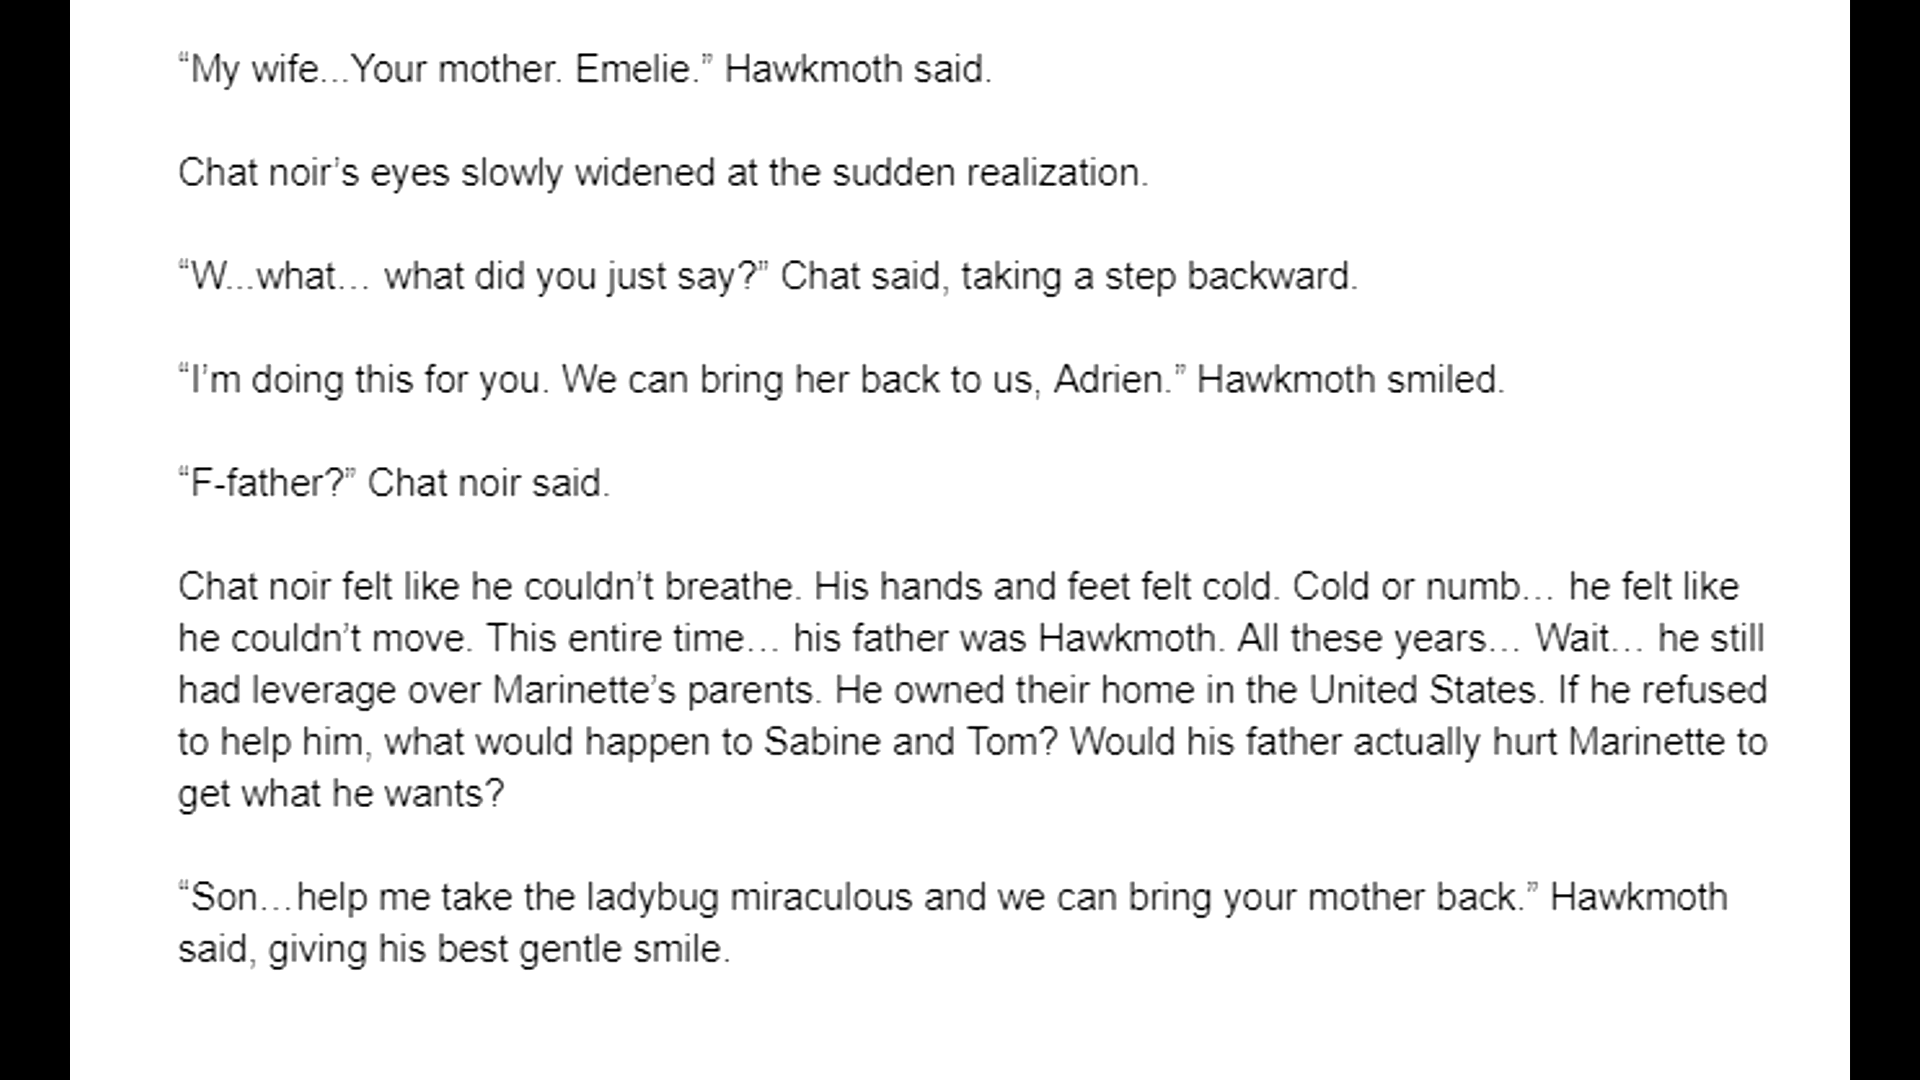 “My wife...Your mother. Emelie.” Hawkmoth said.
Chat noir’s eyes slowly widened at the sudden realization.
“W...what... what did you just say?” Chat said, taking a step backward.
“I’m doing this for you. We can bring her back to us, Adrien.” Hawkmoth smiled.
“F-father?” Chat noir said.
Chat noir felt like he couldn’t breathe. His hands and feet felt cold. Cold or numb... he felt like
he couldn’t move. This entire time... his father was Hawkmoth. All these years... Wait... he still
had leverage over Marinette’s parents. He owned their home in the United States. If he refused
to help him, what would happen to Sabine and Tom? Would his father actually hurt Marinette to
get what he wants?
“Son...help me take the ladybug miraculous and we can bring your mother back.” Hawkmoth
said, giving his best gentle smile.